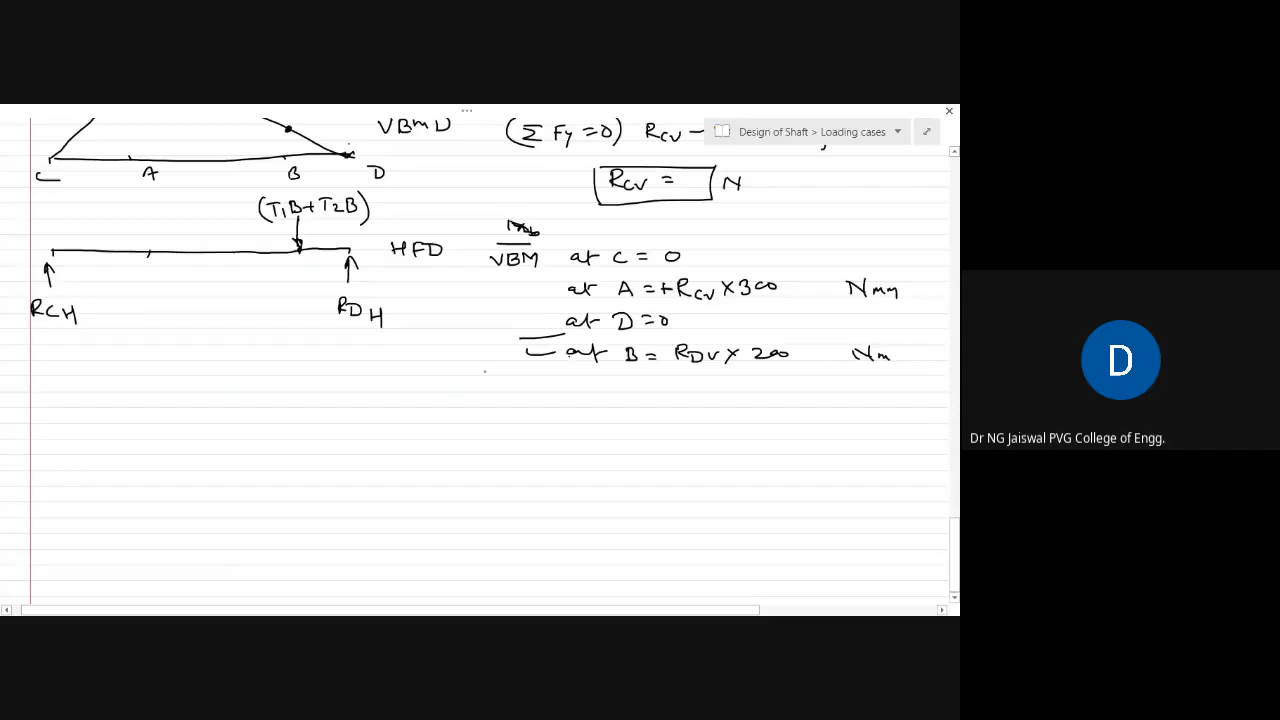 VBMD
(Σ Fy = 0) RCV –
Design of Shaft > Loading cases
C A B D
RCV = N
(T1B + T2B)
HFD
VBM at C = 0
at A = + RCV × 300 Nmm
RCH RDH
at D = 0
at B = RDV × 200 Nm
D
Dr NG Jaiswal PVG College of Engg.